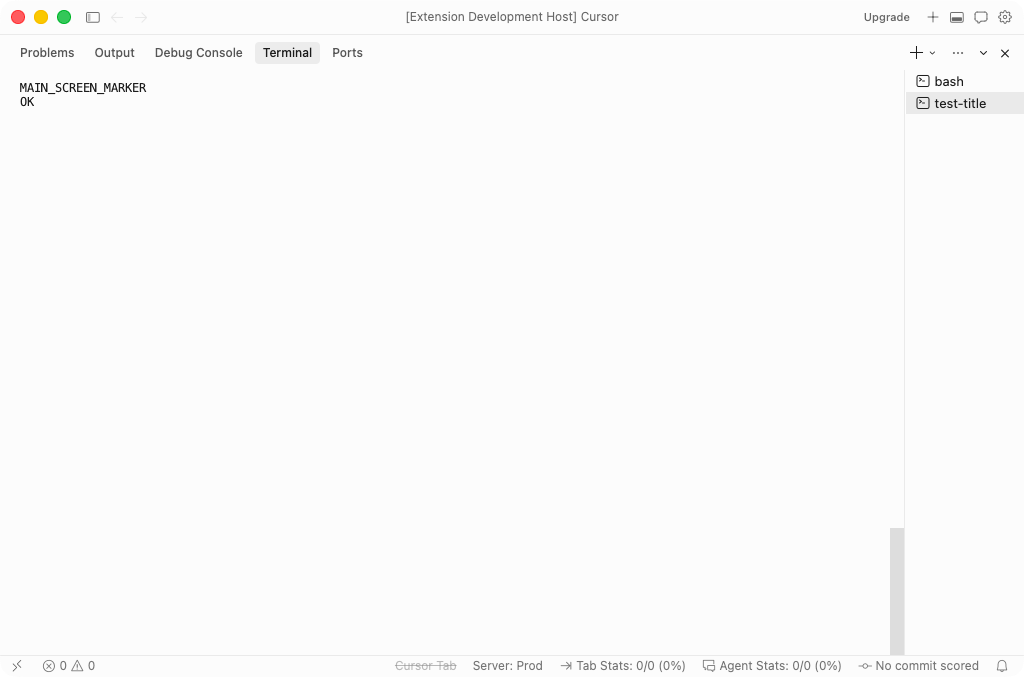 [Extension Development Host] Cursor
Upgrade
Problems Output Debug Console Terminal Ports
MAIN_SCREEN_MARKER
OK
bash
test-title
0 0 Cursor Tab Server: Prod Tab Stats: 0/0 (0%) Agent Stats: 0/0 (0%) No commit scored